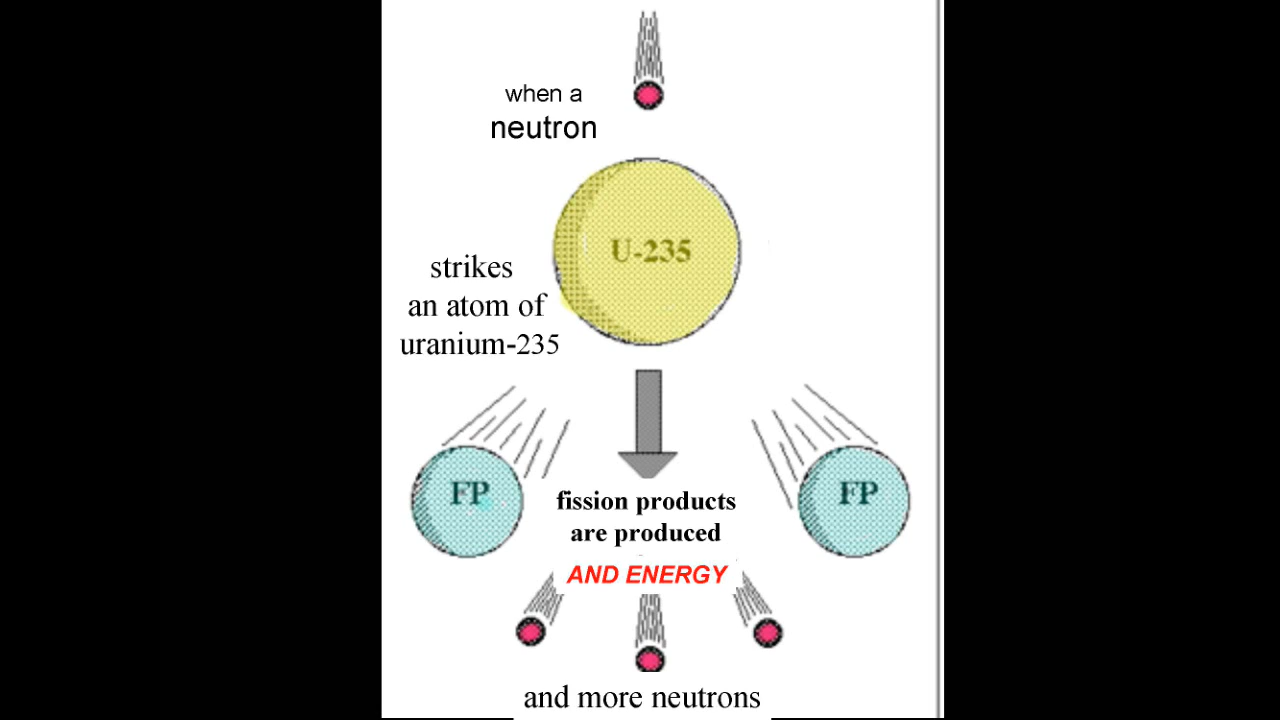 when a
neutron
U-235
strikes
an atom of
uranium-235
FP
FP
fission products
are produced
AND ENERGY
and more neutrons